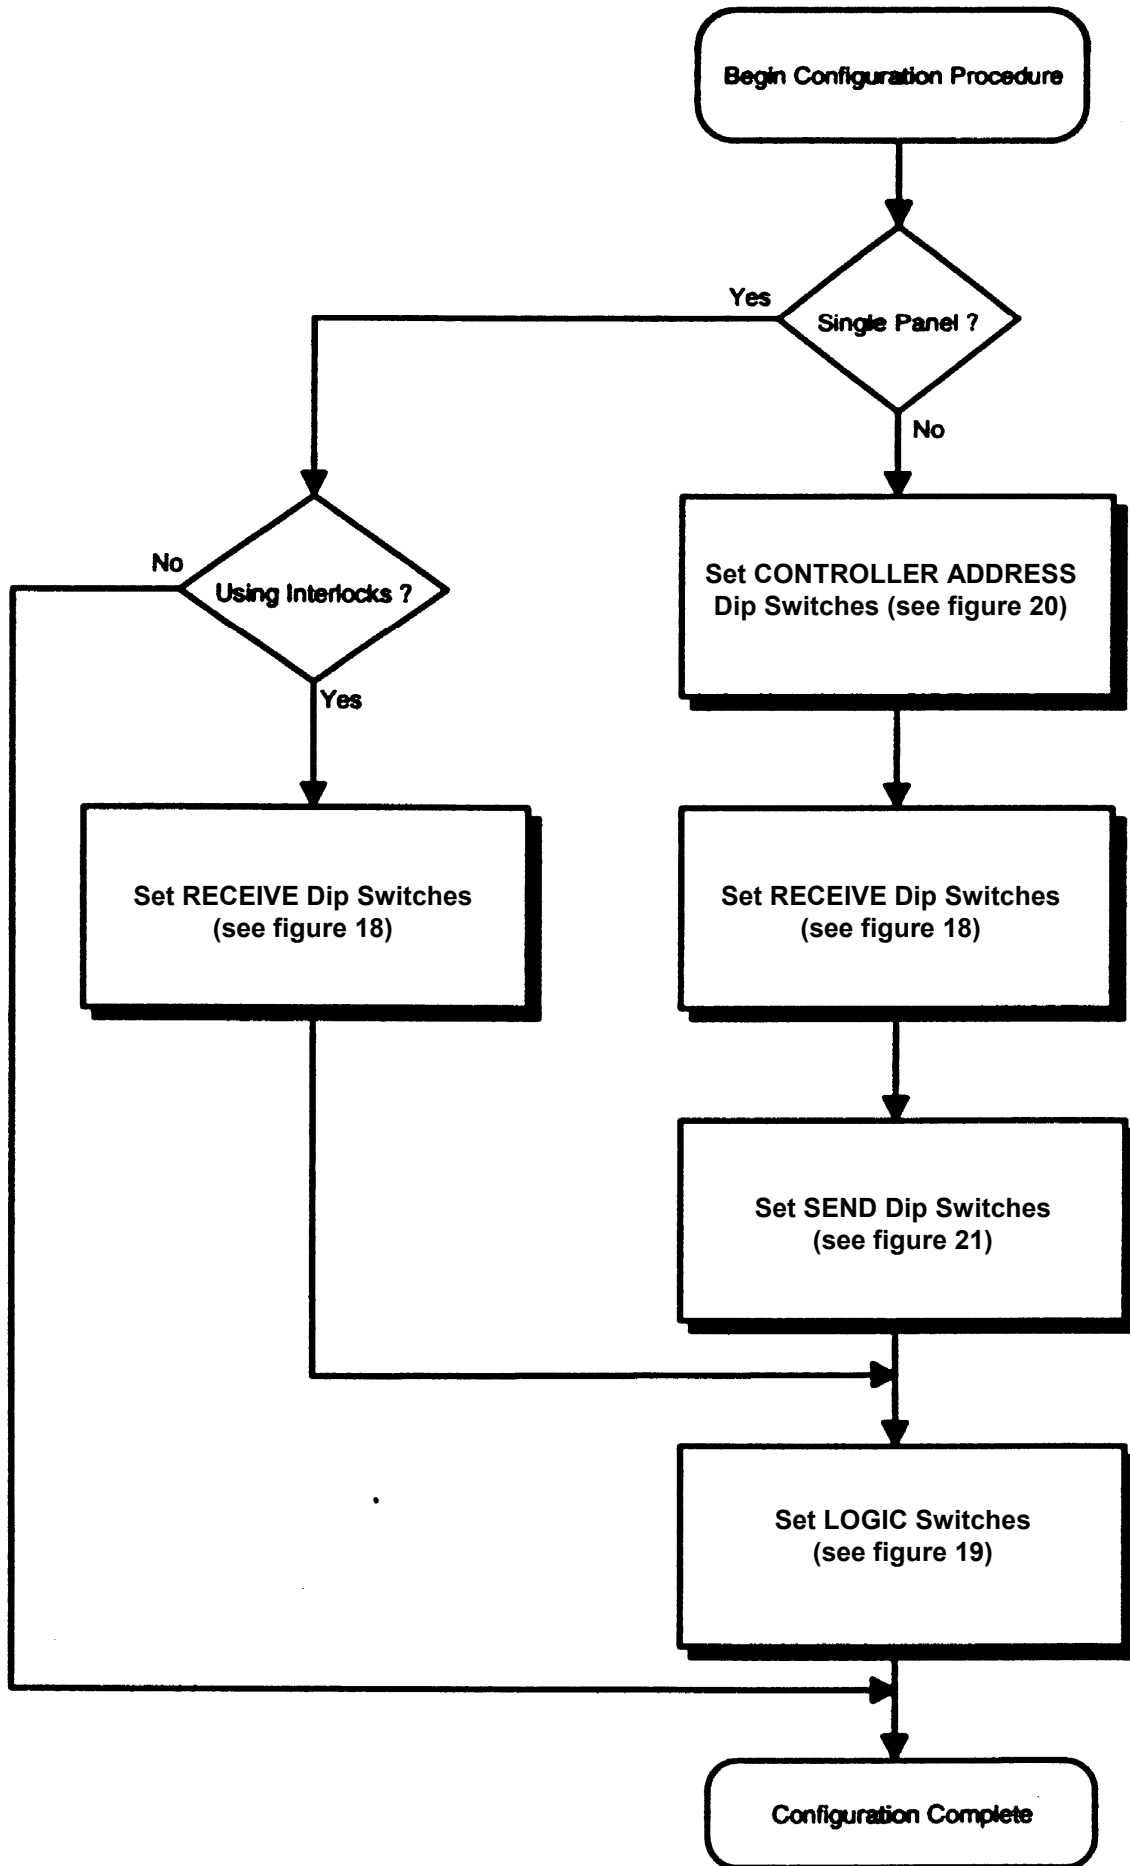 Begin Configuration Procedure
Yes
Single Panel ?
No
No
Using Interlocks ?
Yes
Set CONTROLLER ADDRESS
Dip Switches (see figure 20)
Set RECEIVE Dip Switches
(see figure 18)
Set RECEIVE Dip Switches
(see figure 18)
Set SEND Dip Switches
(see figure 21)
Set LOGIC Switches
(see figure 19)
Configuration Complete